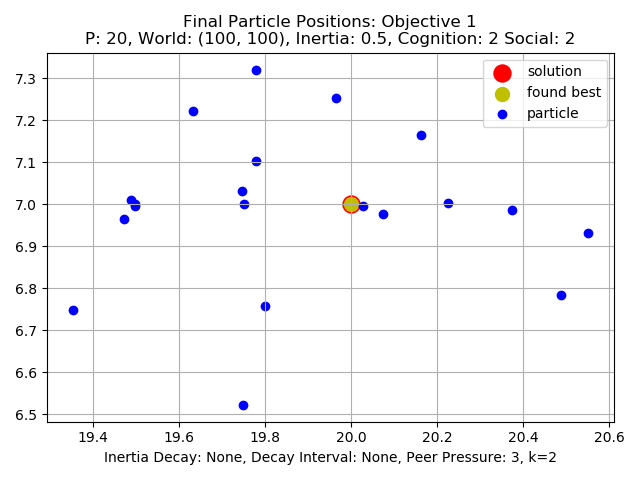 Final Particle Positions: Objective 1
P: 20, World: (100, 100), Inertia: 0.5, Cognition: 2 Social: 2
solution
found best
particle
7.3
7.2
7.1
7.0
6.9
6.8
6.7
6.6
6.5
19.4 19.6 19.8 20.0 20.2 20.4 20.6
Inertia Decay: None, Decay Interval: None, Peer Pressure: 3, k=2